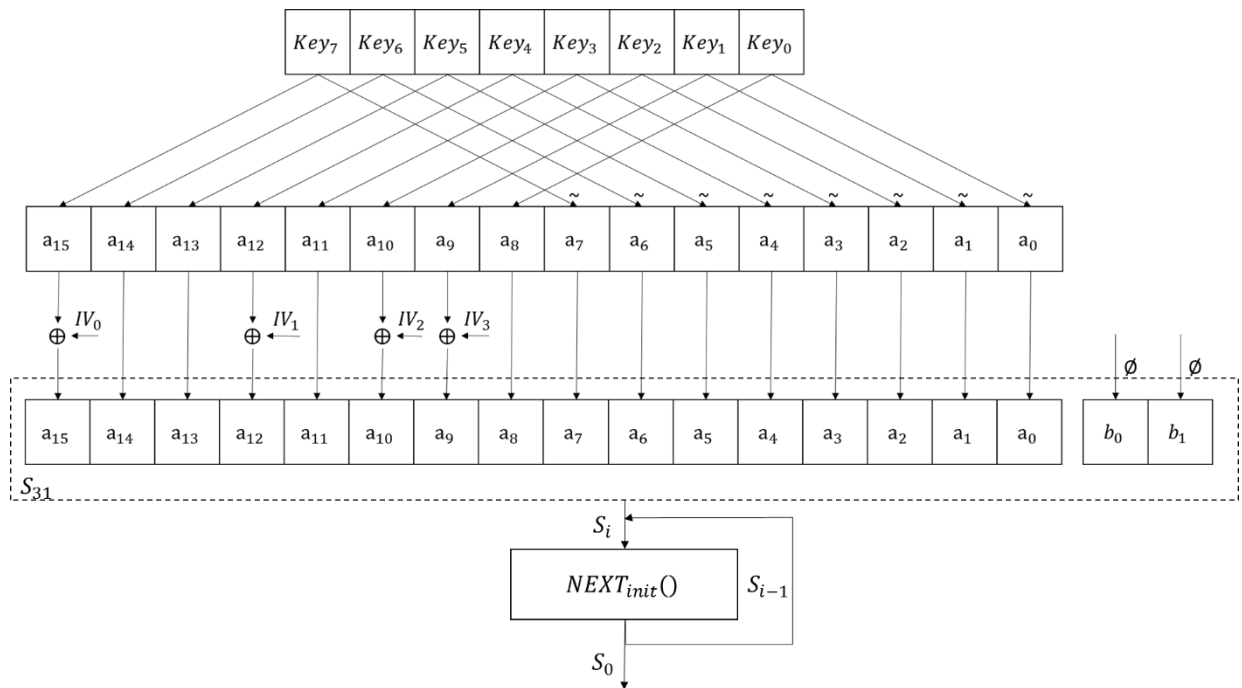 Key₇ Key₆ Key₅ Key₄ Key₃ Key₂ Key₁ Key₀
~ ~ ~ ~ ~ ~ ~ ~
a₁₅ a₁₄ a₁₃ a₁₂ a₁₁ a₁₀ a₉ a₈ a₇ a₆ a₅ a₄ a₃ a₂ a₁ a₀
⊕ IV₀ ⊕ IV₁ ⊕ IV₂ ⊕ IV₃
∅ ∅
a₁₅ a₁₄ a₁₃ a₁₂ a₁₁ a₁₀ a₉ a₈ a₇ a₆ a₅ a₄ a₃ a₂ a₁ a₀ b₀ b₁
S₃₁
Sᵢ
NEXTᵢₙᵢₜ() Sᵢ₋₁
S₀